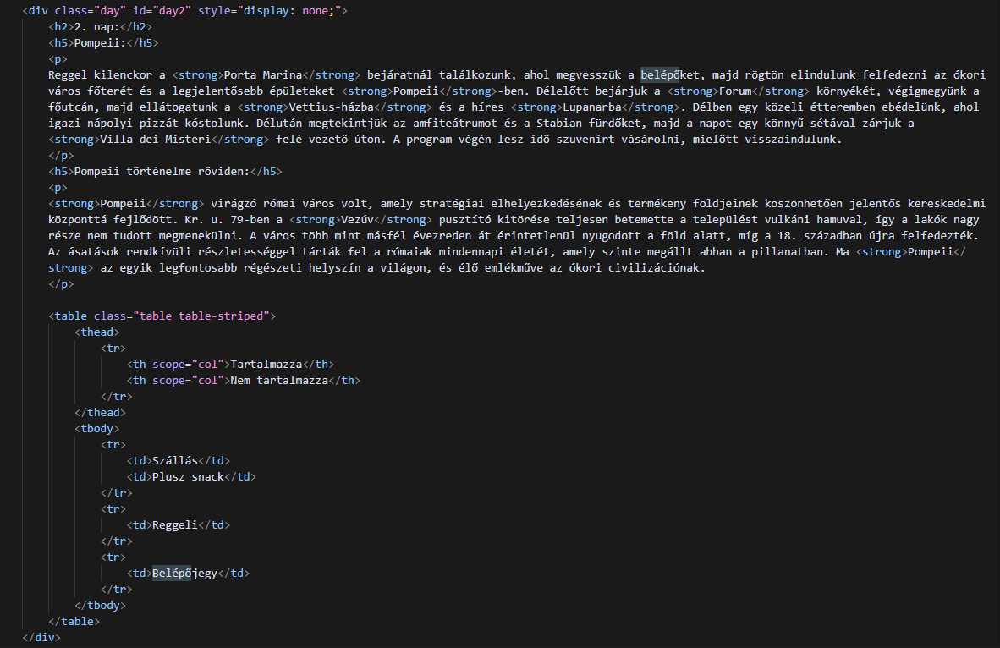 <div class="day" id="day2" style="display: none;">
<h2>2. nap:</h2>
<h5>Pompeii:</h5>
<p>
Reggel kilenckor a <strong>Porta Marina</strong> bejáratnál találkozunk, ahol megvesszük a belépőket, majd rögtön elindulunk felfedezni az ókori
város főterét és a legjelentősebb épületeket <strong>Pompeii</strong>-ben. Délelőtt bejárjuk a <strong>Forum</strong> környékét, végigmegyünk a
főutcán, majd ellátogatunk a <strong>Vettius-házba</strong> és a híres <strong>Lupanarba</strong>. Délben egy közeli étteremben ebédelünk, ahol
igazi nápolyi pizzát kóstolunk. Délután megtekintjük az amfiteátrumot és a Stabian fürdőket, majd a napot egy könnyű sétával zárjuk a
<strong>Villa dei Misteri</strong> felé vezető úton. A program végén lesz idő szuvenírt vásárolni, mielőtt visszaindulunk.
</p>
<h5>Pompeii történelme röviden:</h5>
<p>
<strong>Pompeii</strong> virágzó római város volt, amely stratégiai elhelyezkedésének és termékeny földjeinek köszönhetően jelentős kereskedelmi
központtá fejlődött. Kr. u. 79-ben a <strong>Vezúv</strong> pusztító kitörése teljesen betemette a települést vulkáni hamuval, így a lakók nagy
része nem tudott megmenekülni. A város több mint másfél évezreden át érintetlenül nyugodott a föld alatt, míg a 18. században újra felfedezték.
Az ásatások rendkívüli részletességgel tárták fel a rómaiak mindennapi életét, amely szinte megállt abban a pillanatban. Ma <strong>Pompeii</
strong> az egyik legfontosabb régészeti helyszín a világon, és élő emlékműve az ókori civilizációnak.
</p>
<table class="table table-striped">
<thead>
<tr>
<th scope="col">Tartalmazza</th>
<th scope="col">Nem tartalmazza</th>
</tr>
</thead>
<tbody>
<tr>
<td>Szállás</td>
<td>Plusz snack</td>
</tr>
<tr>
<td>Reggeli</td>
</tr>
<tr>
<td>Belépőjegy</td>
</tr>
</tbody>
</table>
</div>